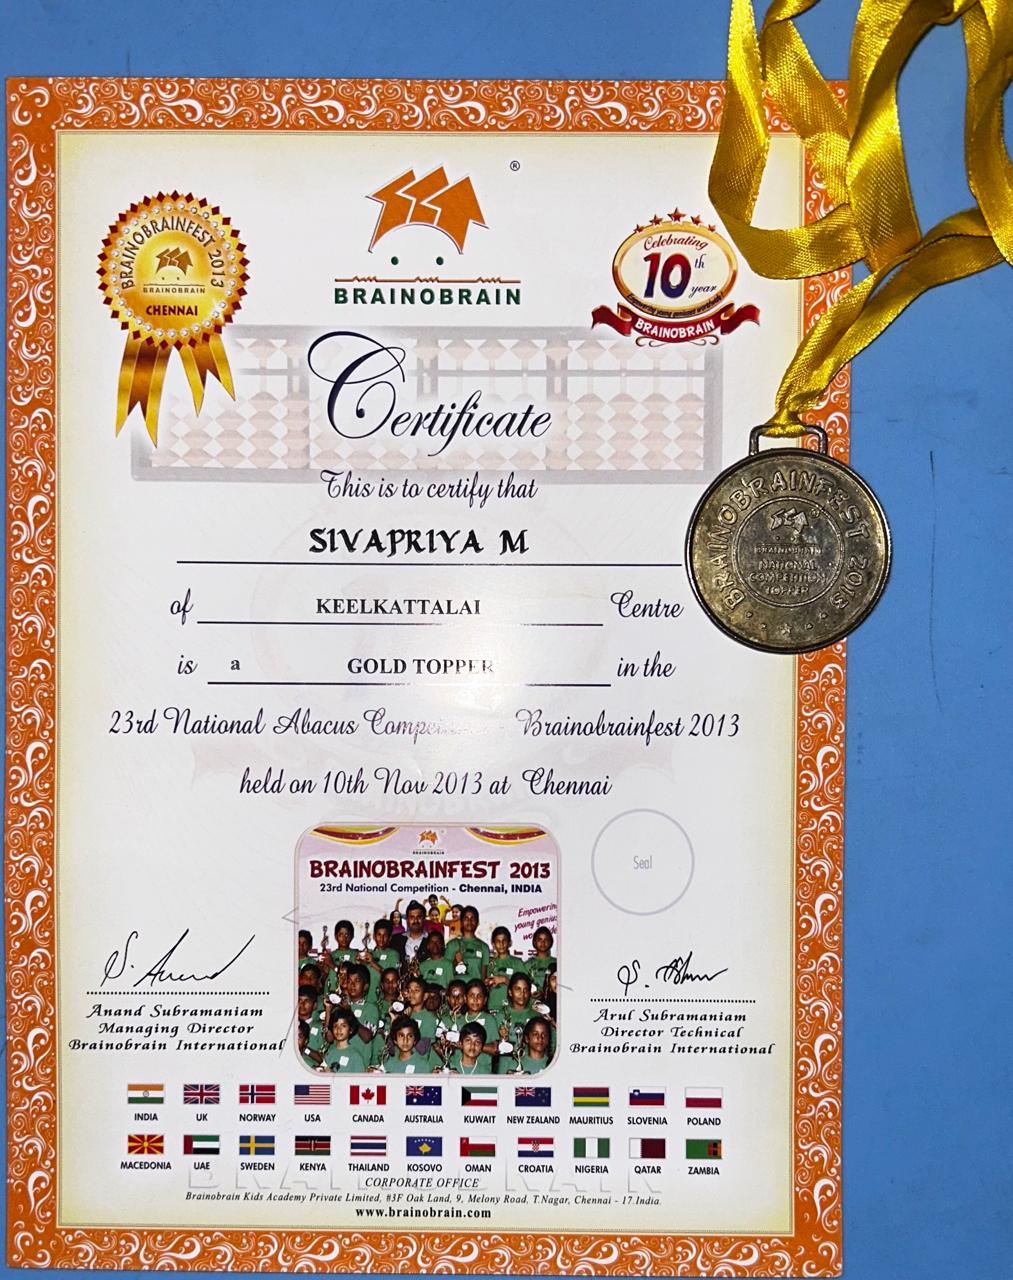 ®
BRAINOBRAINFEST 2013
BRAINOBRAIN
CHENNAI
BRAINOBRAIN
Celebrating
10th
year
BRAINOBRAIN
Certificate
This is to certify that
SIVAPRIYA M
of KEELKATTALAI Centre
is a GOLD TOPPER in the
23rd National Abacus - Brainobrainfest 2013
held on 10th Nov 2013 at Chennai
BRAINOBRAINFEST 2013
BRAINOBRAIN
NATIONAL
COMPETITION
TOPPER
Seal
BRAINOBRAIN
BRAINOBRAINFEST 2013
23rd National Competition - Chennai, INDIA
Empowering
young
S. Anand
Anand Subramaniam
Managing Director
Brainobrain International
Arul Subramaniam
Director Technical
Brainobrain International
INDIA UK NORWAY USA CANADA AUSTRALIA KUWAIT NEW ZEALAND MAURITIUS SLOVENIA POLAND
MACEDONIA UAE SWEDEN KENYA THAILAND KOSOVO OMAN CROATIA NIGERIA QATAR ZAMBIA
BRAINOBRAIN
CORPORATE OFFICE
Brainobrain Kids Academy Private Limited, #3F Oak Land, 9, Melony Road, T.Nagar, Chennai - 17.India.
www.brainobrain.com